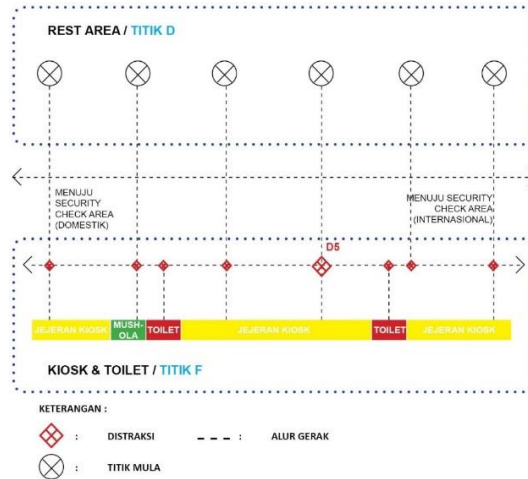 REST AREA / TITIK D
MENUJU
SECURITY
CHECK AREA
(DOMESTIK)
MENUJU SECURITY
CHECK AREA
(INTERNASIONAL)
D5
JEJERAN KIOSK
MUSH-
OLA
TOILET
JEJERAN KIOSK
TOILET
JEJERAN KIOSK
KIOSK & TOILET / TITIK F
KETERANGAN :
: DISTRAKSI
: ALUR GERAK
: TITIK MULA